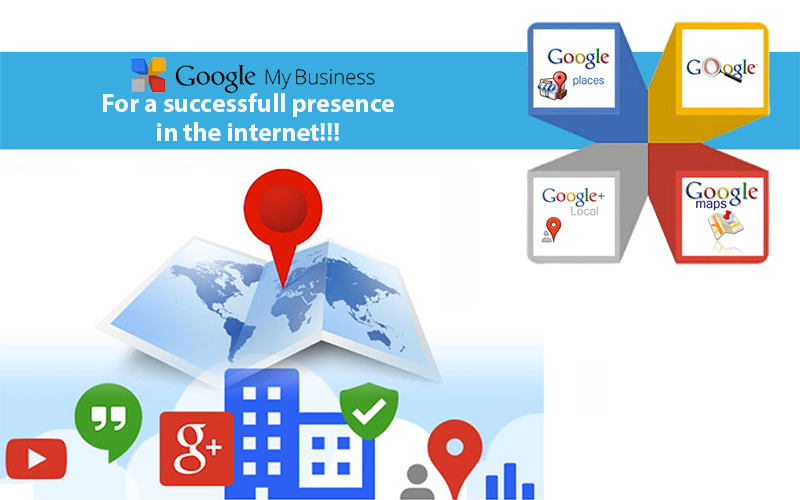 Google My Business
For a successfull presence
in the internet!!!
Google
places
Google
Google+
Local
Google
maps
g+